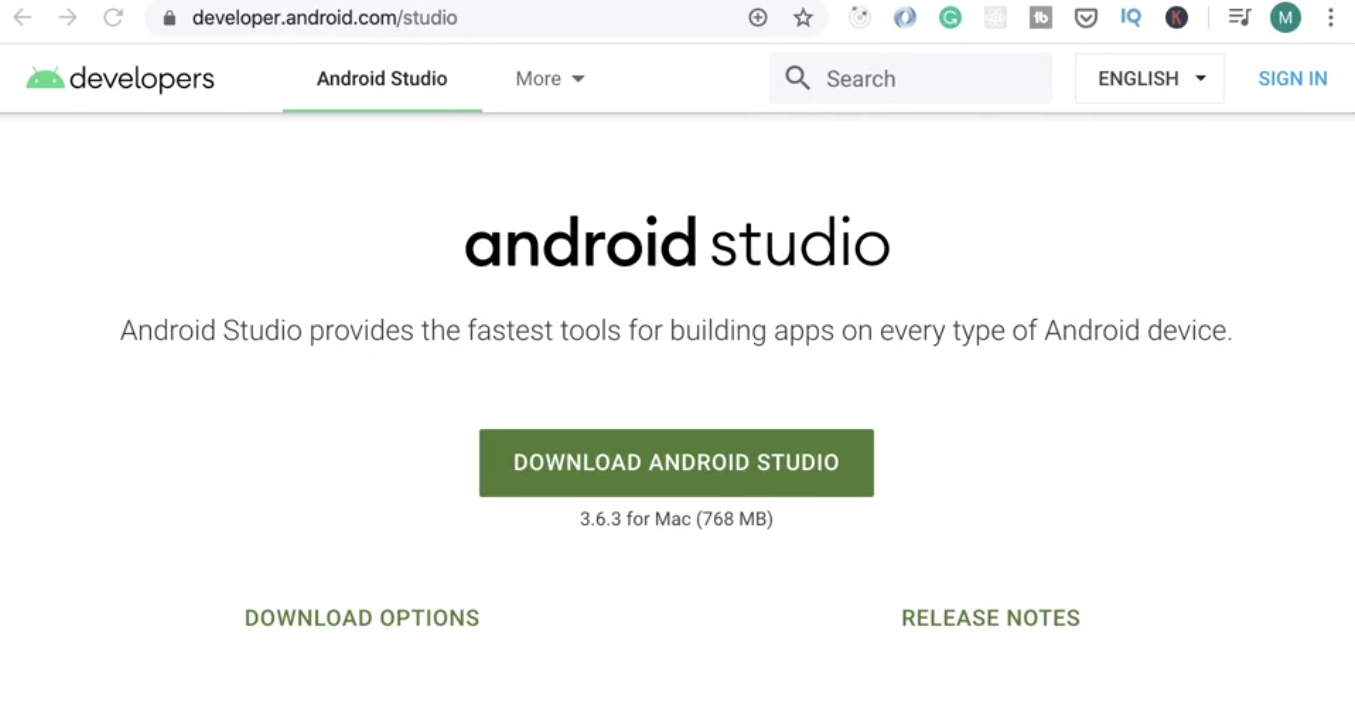 developer.android.com/studio
G
tb
IQ
K
M
developers
Android Studio
More
Search
ENGLISH
SIGN IN
android studio
Android Studio provides the fastest tools for building apps on every type of Android device.
DOWNLOAD ANDROID STUDIO
3.6.3 for Mac (768 MB)
DOWNLOAD OPTIONS
RELEASE NOTES